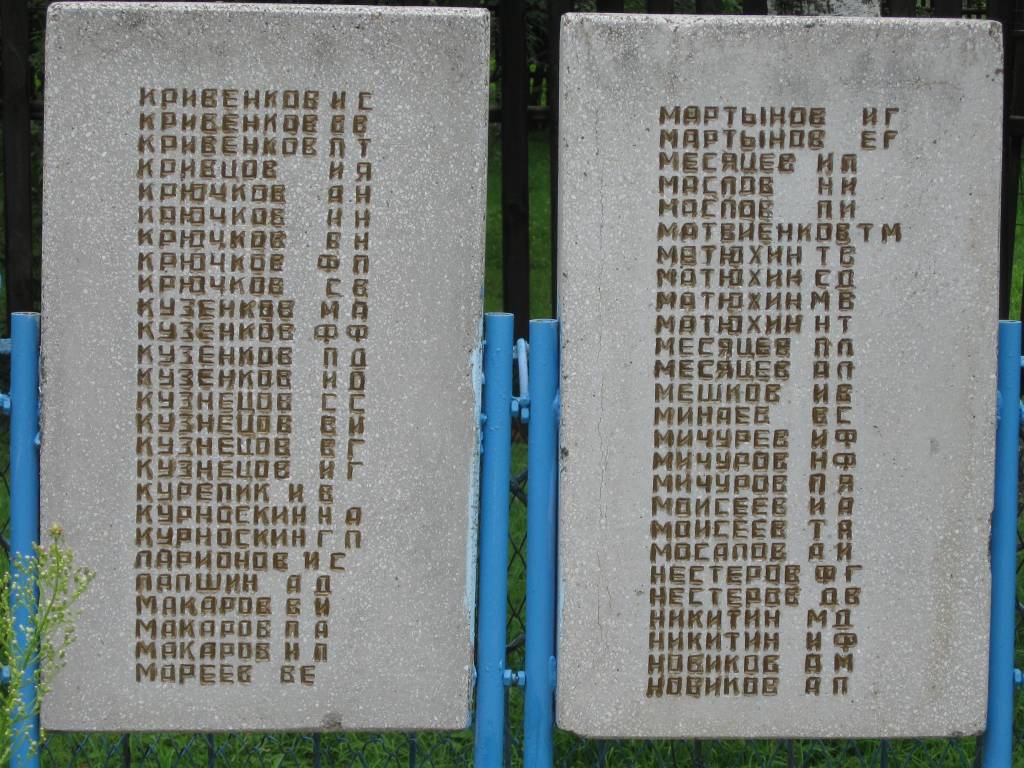 КРИВЕНКОВ И С
КРИВЕНКОВ В В
КРИВЕНКОВ П Т
КРИВЦОВ И Я
КРЮЧКОВ А Н
КРЮЧКОВ И Н
КРЮЧКОВ В Н
КРЮЧКОВ Ф П
КРЮЧКОВ С В
КУЗЕНКОВ М А
КУЗЕНКОВ Ф Ф
КУЗЕНКОВ П Д
КУЗЕНКОВ И Д
КУЗНЕЦОВ С С
КУЗНЕЦОВ В И
КУЗНЕЦОВ В Г
КУЗНЕЦОВ И Г
КУРЕПИК И В
КУРНОСКИН Н А
КУРНОСКИН Г П
ЛАРИОНОВ И С
ЛАПШИН А Д
МАКАРОВ В И
МАКАРОВ П А
МАКАРОВ И П
МАРЕЕВ В Е
МАРТЫНОВ И Г
МАРТЫНОВ Е Г
МЕСЯЦЕВ И П
МАСЛОВ Н И
МАСЛОВ П И
МАТВИЕНКОВ Т М
МАТЮХИН Т С
МАТЮХИН С Д
МАТЮХИН М В
МАТЮХИН Н Т
МЕСЯЦЕВ П Л
МЕСЯЦЕВ А П
МЕШКОВ И В
МИНАЕВ В С
МИЧУРЕВ И Ф
МИЧУРОВ Н Ф
МИЧУРОВ П Я
МОИСЕЕВ И А
МОИСЕЕВ Т Я
МОСАЛОВ А И
НЕСТЕРОВ Ф Г
НЕСТЕРОВ Д В
НИКИТИН М Д
НИКИТИН И Ф
НОВИКОВ А М
НОВИКОВ А П